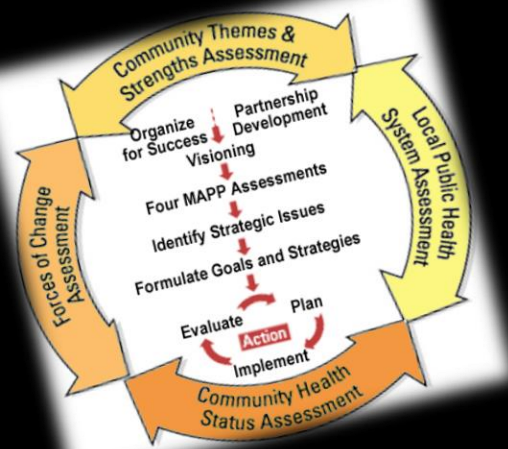 Community Themes &
Strengths Assessment
Organize
for Success
Partnership
Development
Visioning
Four MAPP Assessments
Identify Strategic Issues
Formulate Goals and Strategies
Evaluate
Plan
Action
Implement
Forces of Change
Assessment
Local Public Health
System Assessment
Community Health
Status Assessment